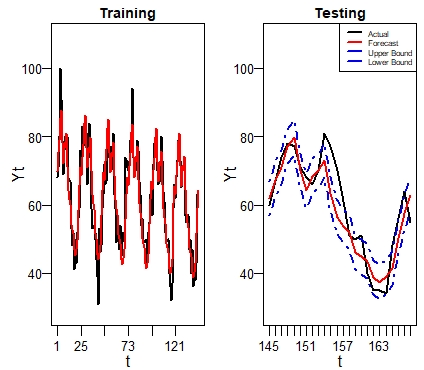 Training
Testing
Actual
Forecast
Upper Bound
Lower Bound
100
80
60
40
Yt
1 25 73 121
t
100
80
60
40
Yt
145 151 157 163
t